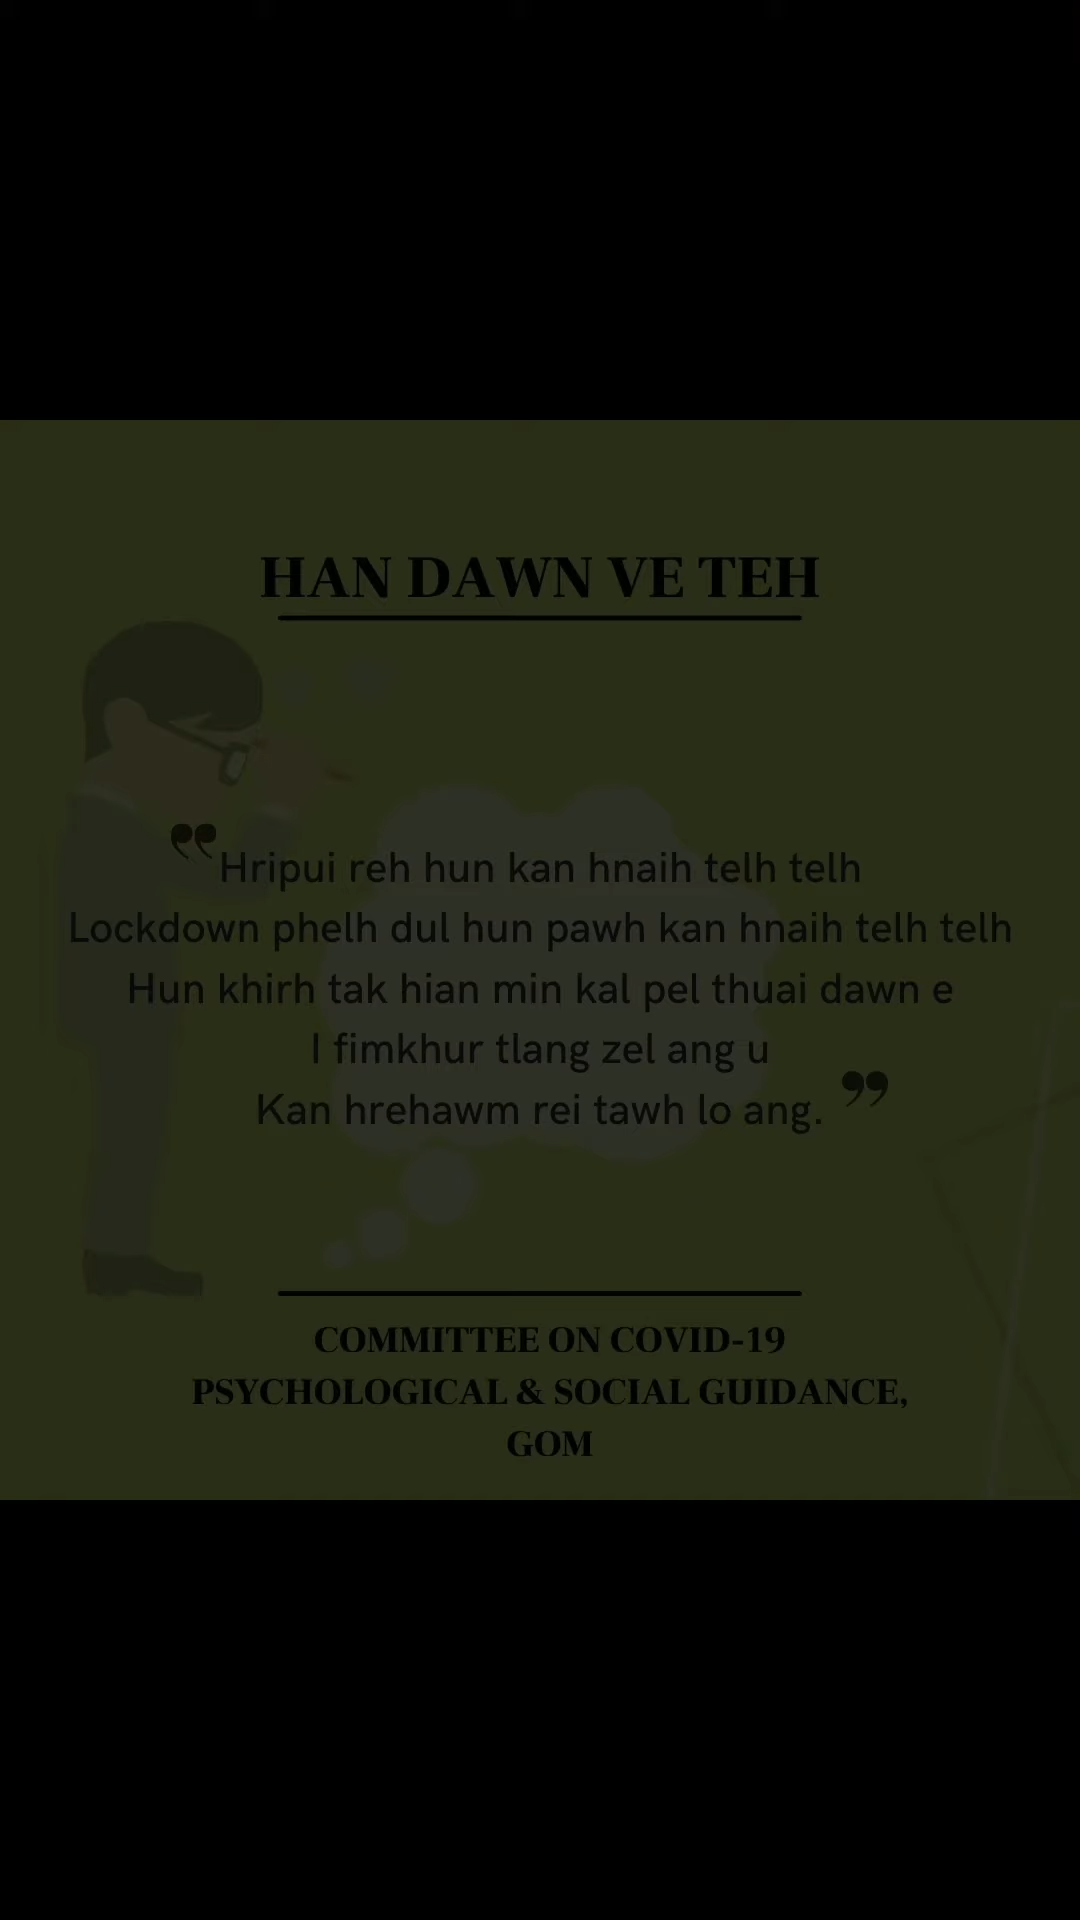 HAN DAWN VE TEH
“Hripui reh hun kan hnaih telh telh
Lockdown phelh dul hun pawh kan hnaih telh telh
Hun khirh tak hian min kal pel thuai dawn e
I fimkhur tlang zel ang u
Kan hrehawm rei tawh lo ang. ”
COMMITTEE ON COVID-19
PSYCHOLOGICAL & SOCIAL GUIDANCE,
GOM